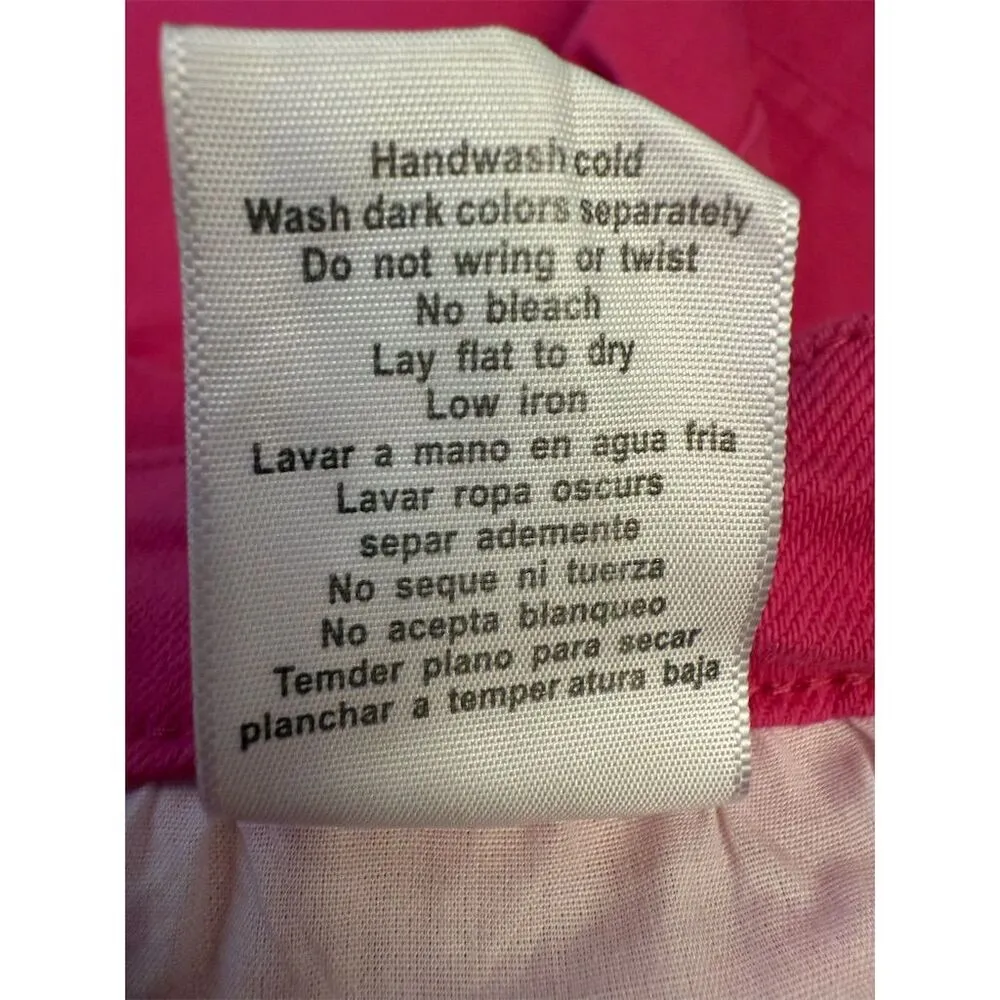 Handwash cold
Wash dark colors separately
Do not wring or twist
No bleach
Lay flat to dry
Low iron
Lavar a mano en agua fria
Lavar ropa oscurs
separ ademente
No seque ni tuerza
No acepta blanqueo
Temder plano para secar
planchar a temper atura baja